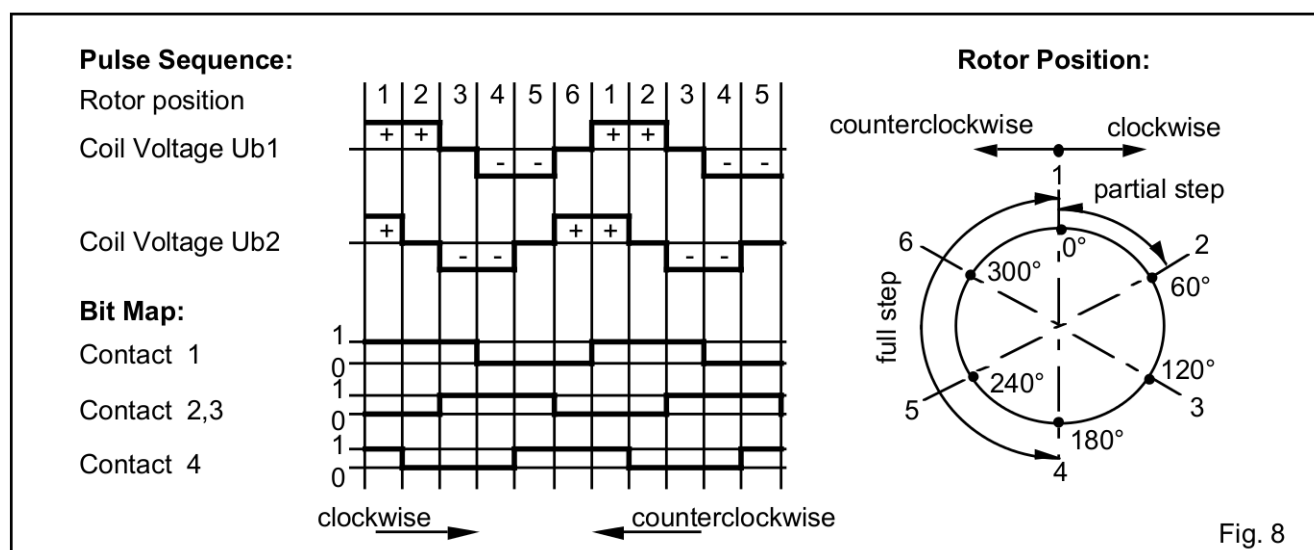 Pulse Sequence:
Rotor position
1 2 3 4 5 6 1 2 3 4 5
Coil Voltage Ub1
+ + - - + + - -
Coil Voltage Ub2
+ - - + + - -
Bit Map:
Contact 1
1
0
Contact 2,3
1
0
Contact 4
1
0
clockwise
counterclockwise
Rotor Position:
counterclockwise
clockwise
1
partial step
6
0°
2
300°
60°
full step
240°
120°
5
3
180°
4
Fig. 8